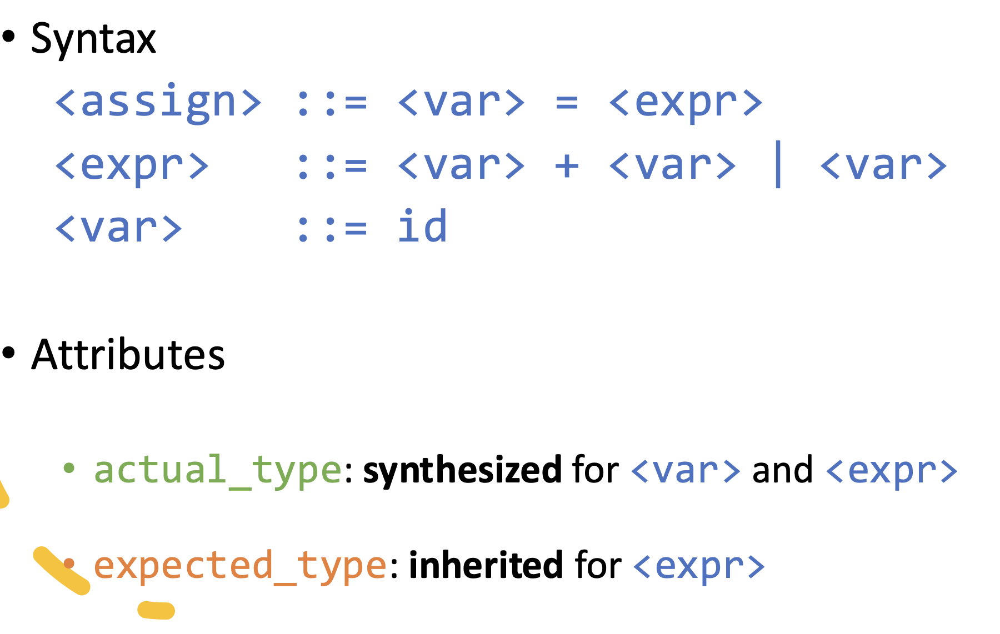 • Syntax
<assign> ::= <var> = <expr>
<expr> ::= <var> + <var> | <var>
<var> ::= id
• Attributes
• actual_type: synthesized for <var> and <expr>
• expected_type: inherited for <expr>